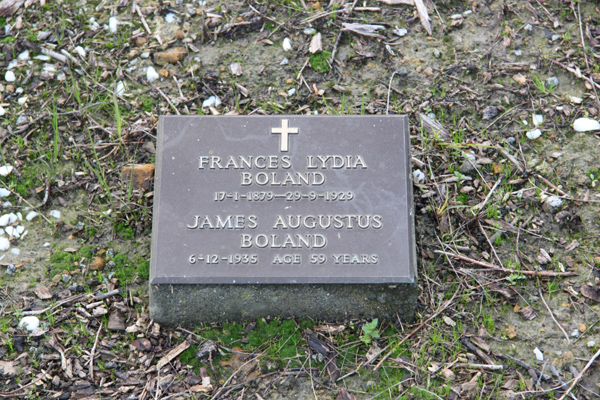 FRANCES LYDIA
BOLAND
17-1-1879-29-9-1929
JAMES AUGUSTUS
BOLAND
6-12-1935 AGE 59 YEARS